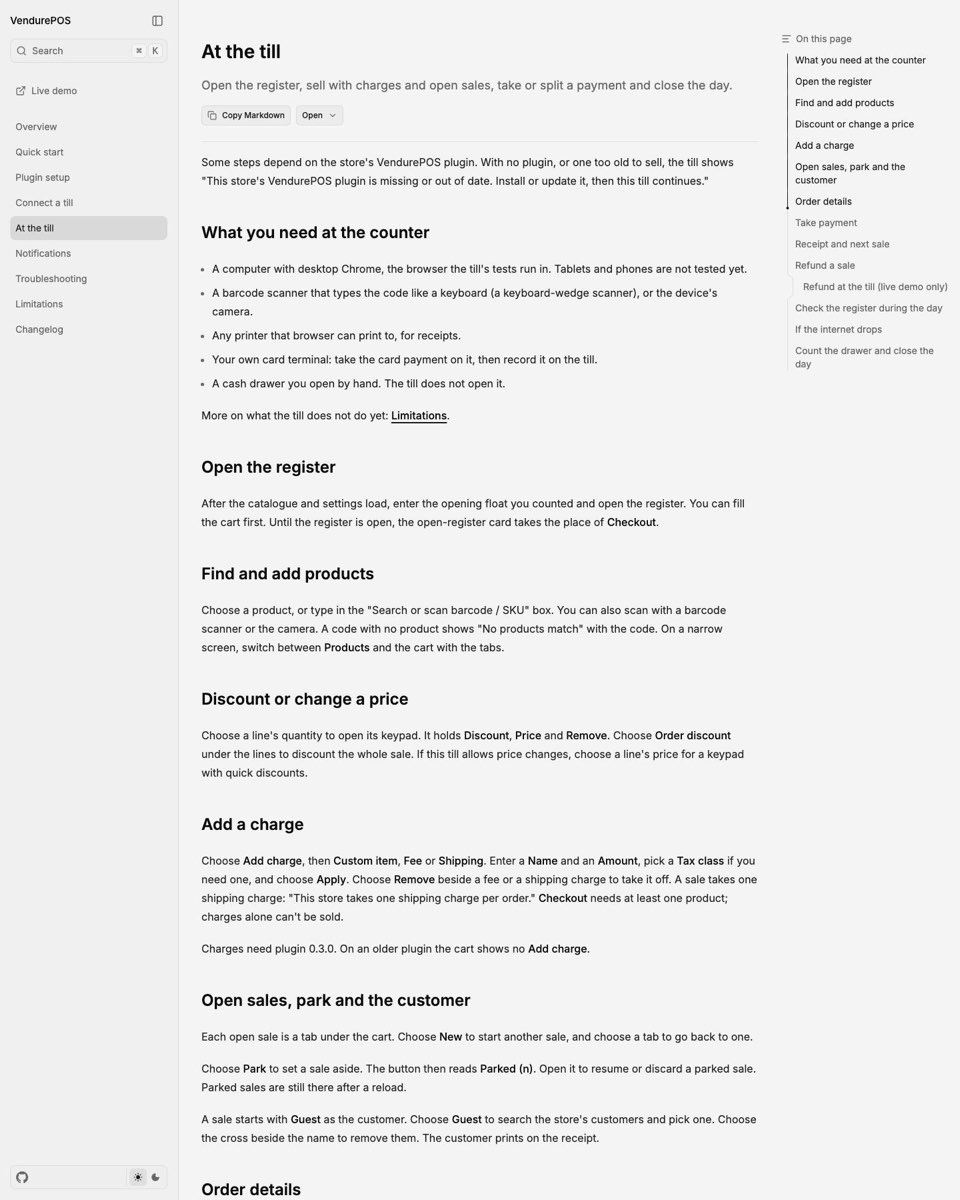 VendurePOS
Search
⌘ K
Live demo
Overview
Quick start
Plugin setup
Connect a till
At the till
Notifications
Troubleshooting
Limitations
Changelog
At the till
Open the register, sell with charges and open sales, take or split a payment and close the day.
Copy Markdown
Open
Some steps depend on the store's VendurePOS plugin. With no plugin, or one too old to sell, the till shows
"This store's VendurePOS plugin is missing or out of date. Install or update it, then this till continues."
What you need at the counter
• A computer with desktop Chrome, the browser the till's tests run in. Tablets and phones are not tested yet.
• A barcode scanner that types the code like a keyboard (a keyboard-wedge scanner), or the device's
camera.
• Any printer that browser can print to, for receipts.
• Your own card terminal: take the card payment on it, then record it on the till.
• A cash drawer you open by hand. The till does not open it.
More on what the till does not do yet: Limitations.
Open the register
After the catalogue and settings load, enter the opening float you counted and open the register. You can fill
the cart first. Until the register is open, the open-register card takes the place of Checkout.
Find and add products
Choose a product, or type in the "Search or scan barcode / SKU" box. You can also scan with a barcode
scanner or the camera. A code with no product shows "No products match" with the code. On a narrow
screen, switch between Products and the cart with the tabs.
Discount or change a price
Choose a line's quantity to open its keypad. It holds Discount, Price and Remove. Choose Order discount
under the lines to discount the whole sale. If this till allows price changes, choose a line's price for a keypad
with quick discounts.
Add a charge
Choose Add charge, then Custom item, Fee or Shipping. Enter a Name and an Amount, pick a Tax class if you
need one, and choose Apply. Choose Remove beside a fee or a shipping charge to take it off. A sale takes one
shipping charge: "This store takes one shipping charge per order." Checkout needs at least one product;
charges alone can't be sold.
Charges need plugin 0.3.0. On an older plugin the cart shows no Add charge.
Open sales, park and the customer
Each open sale is a tab under the cart. Choose New to start another sale, and choose a tab to go back to one.
Choose Park to set a sale aside. The button then reads Parked (n). Open it to resume or discard a parked sale.
Parked sales are still there after a reload.
A sale starts with Guest as the customer. Choose Guest to search the store's customers and pick one. Choose
the cross beside the name to remove them. The customer prints on the receipt.
Order details
On this page
What you need at the counter
Open the register
Find and add products
Discount or change a price
Add a charge
Open sales, park and the
customer
Order details
Take payment
Receipt and next sale
Refund a sale
Refund at the till (live demo only)
Check the register during the day
If the internet drops
Count the drawer and close the
day